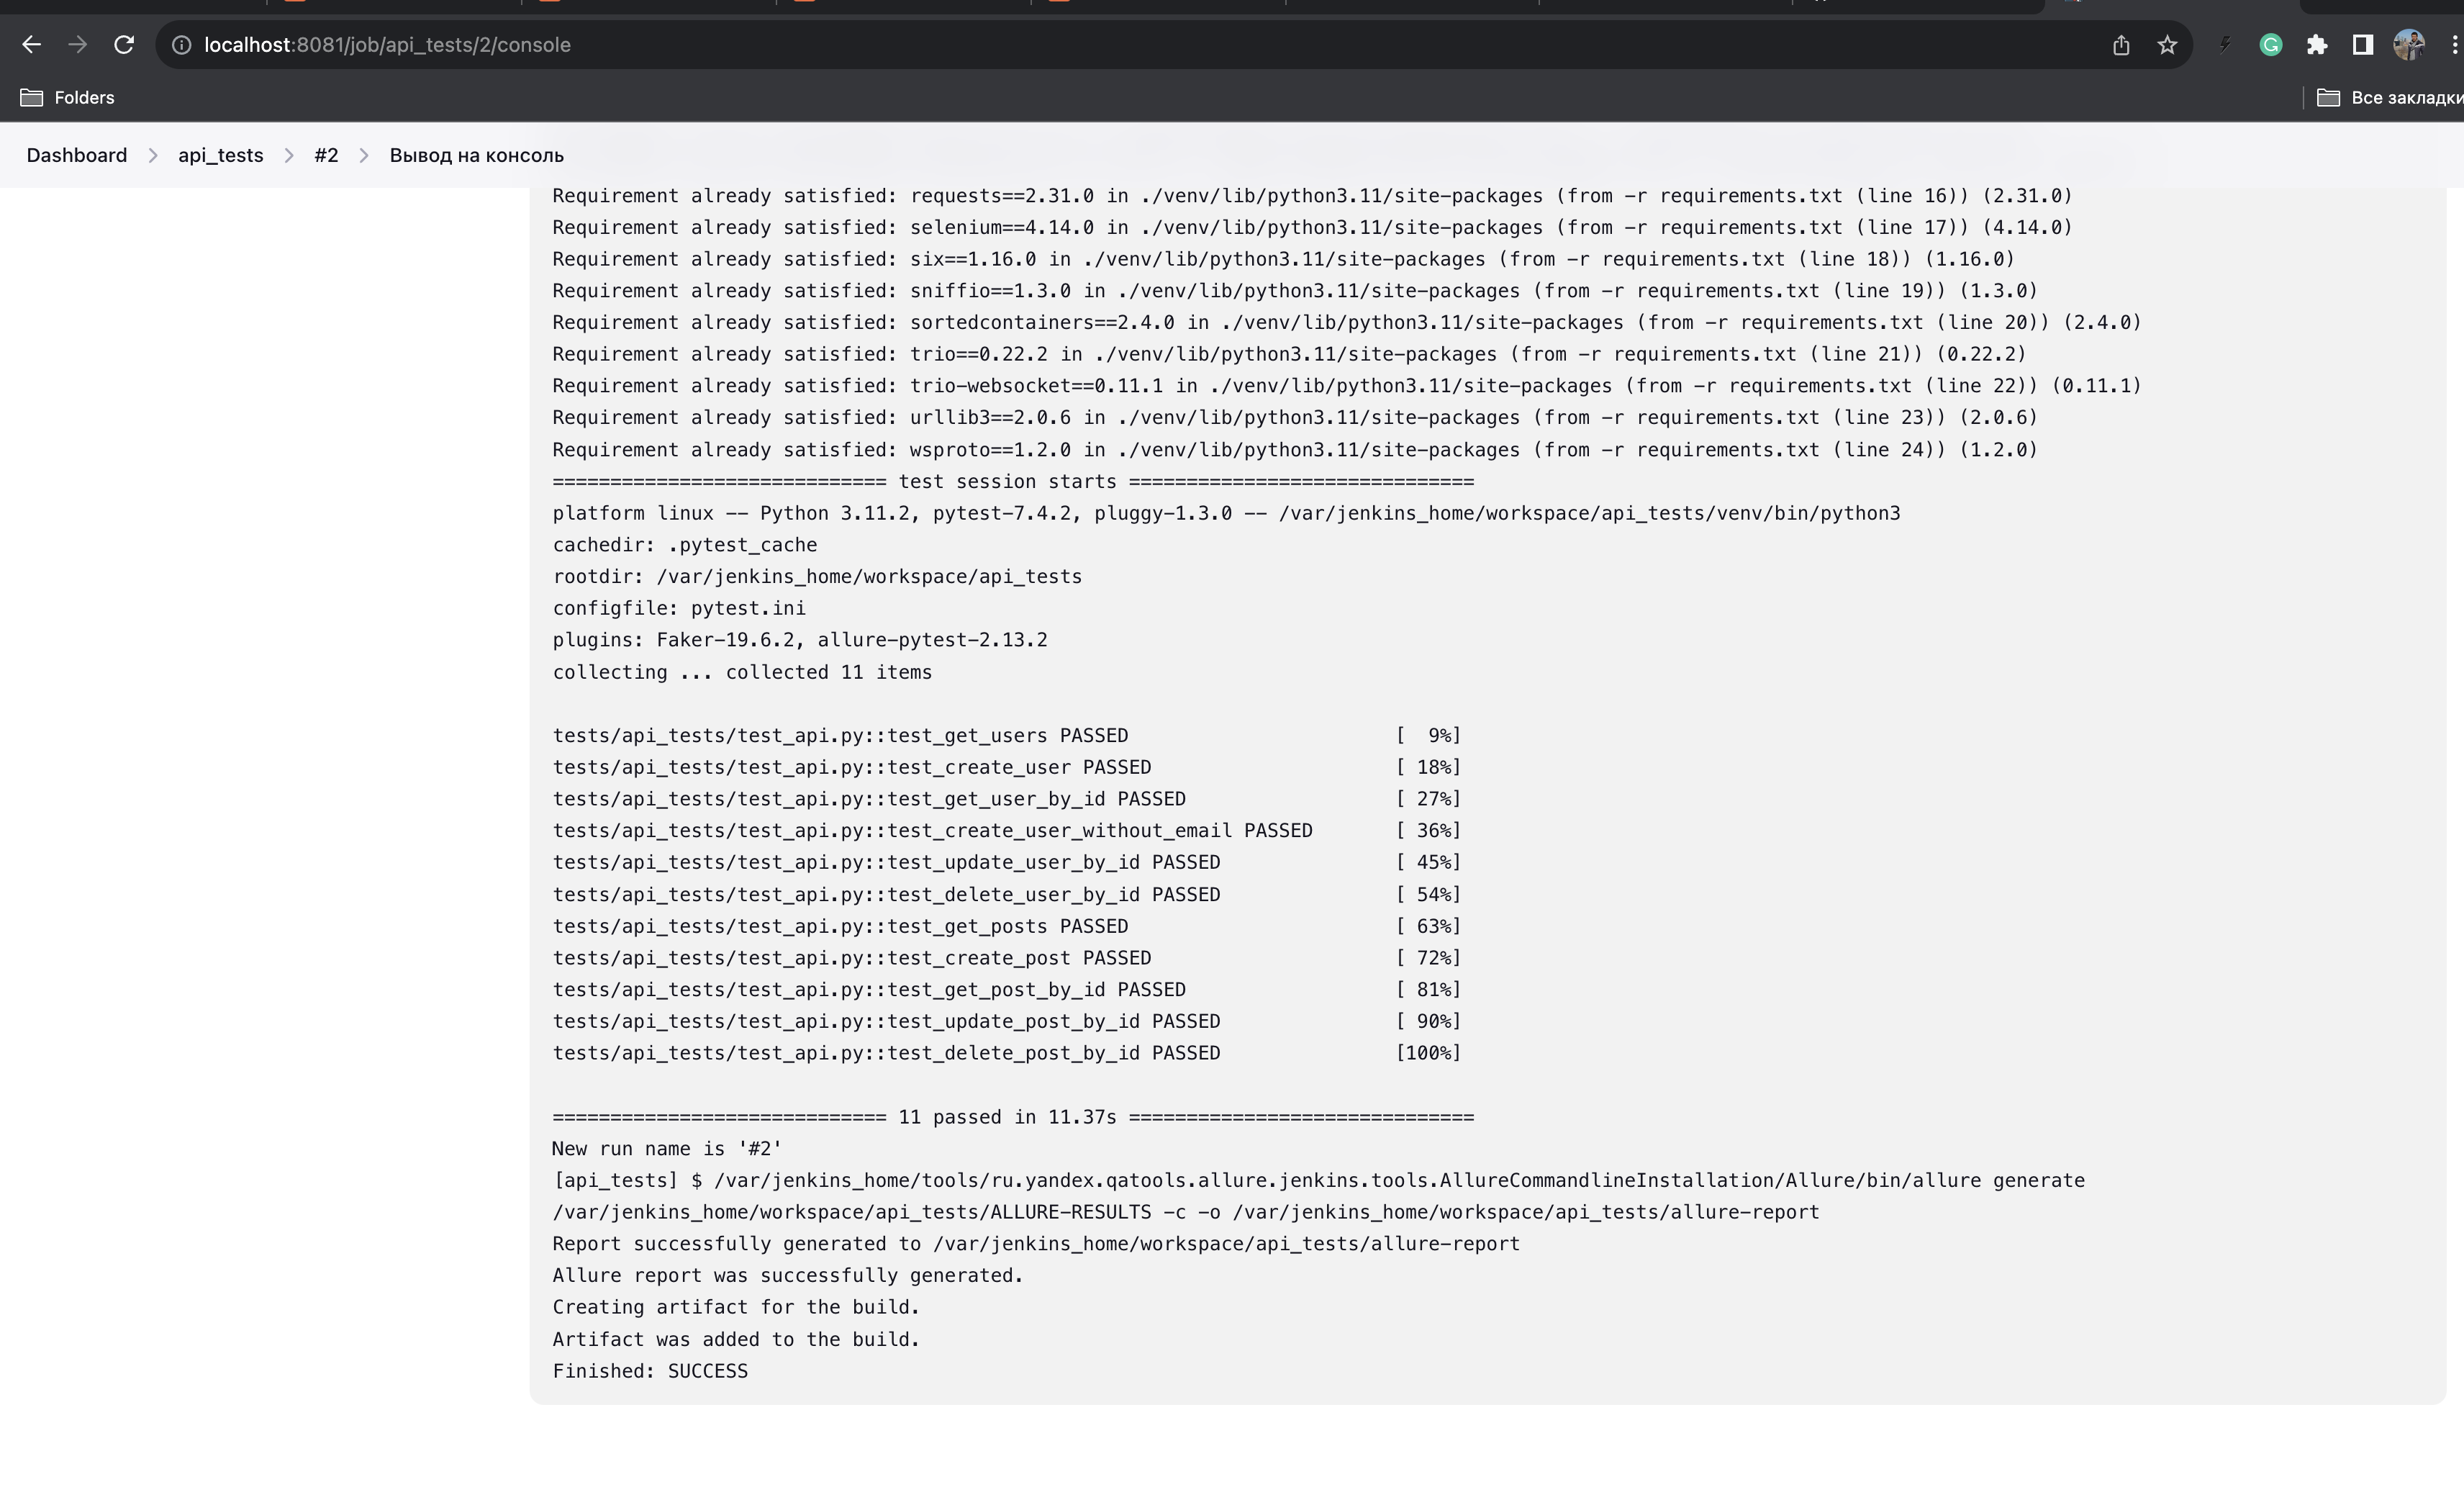 localhost:8081/job/api_tests/2/console
Folders
Все закладки
Dashboard > api_tests > #2 > Вывод на консоль
Requirement already satisfied: requests==2.31.0 in ./venv/lib/python3.11/site-packages (from -r requirements.txt (line 16)) (2.31.0)
Requirement already satisfied: selenium==4.14.0 in ./venv/lib/python3.11/site-packages (from -r requirements.txt (line 17)) (4.14.0)
Requirement already satisfied: six==1.16.0 in ./venv/lib/python3.11/site-packages (from -r requirements.txt (line 18)) (1.16.0)
Requirement already satisfied: sniffio==1.3.0 in ./venv/lib/python3.11/site-packages (from -r requirements.txt (line 19)) (1.3.0)
Requirement already satisfied: sortedcontainers==2.4.0 in ./venv/lib/python3.11/site-packages (from -r requirements.txt (line 20)) (2.4.0)
Requirement already satisfied: trio==0.22.2 in ./venv/lib/python3.11/site-packages (from -r requirements.txt (line 21)) (0.22.2)
Requirement already satisfied: trio-websocket==0.11.1 in ./venv/lib/python3.11/site-packages (from -r requirements.txt (line 22)) (0.11.1)
Requirement already satisfied: urllib3==2.0.6 in ./venv/lib/python3.11/site-packages (from -r requirements.txt (line 23)) (2.0.6)
Requirement already satisfied: wsproto==1.2.0 in ./venv/lib/python3.11/site-packages (from -r requirements.txt (line 24)) (1.2.0)
============================= test session starts ==============================
platform linux -- Python 3.11.2, pytest-7.4.2, pluggy-1.3.0 -- /var/jenkins_home/workspace/api_tests/venv/bin/python3
cachedir: .pytest_cache
rootdir: /var/jenkins_home/workspace/api_tests
configfile: pytest.ini
plugins: Faker-19.6.2, allure-pytest-2.13.2
collecting ... collected 11 items
tests/api_tests/test_api.py::test_get_users PASSED [  9%]
tests/api_tests/test_api.py::test_create_user PASSED [ 18%]
tests/api_tests/test_api.py::test_get_user_by_id PASSED [ 27%]
tests/api_tests/test_api.py::test_create_user_without_email PASSED [ 36%]
tests/api_tests/test_api.py::test_update_user_by_id PASSED [ 45%]
tests/api_tests/test_api.py::test_delete_user_by_id PASSED [ 54%]
tests/api_tests/test_api.py::test_get_posts PASSED [ 63%]
tests/api_tests/test_api.py::test_create_post PASSED [ 72%]
tests/api_tests/test_api.py::test_get_post_by_id PASSED [ 81%]
tests/api_tests/test_api.py::test_update_post_by_id PASSED [ 90%]
tests/api_tests/test_api.py::test_delete_post_by_id PASSED [100%]
============================= 11 passed in 11.37s ==============================
New run name is '#2'
[api_tests] $ /var/jenkins_home/tools/ru.yandex.qatools.allure.jenkins.tools.AllureCommandlineInstallation/Allure/bin/allure generate
/var/jenkins_home/workspace/api_tests/ALLURE-RESULTS -c -o /var/jenkins_home/workspace/api_tests/allure-report
Report successfully generated to /var/jenkins_home/workspace/api_tests/allure-report
Allure report was successfully generated.
Creating artifact for the build.
Artifact was added to the build.
Finished: SUCCESS